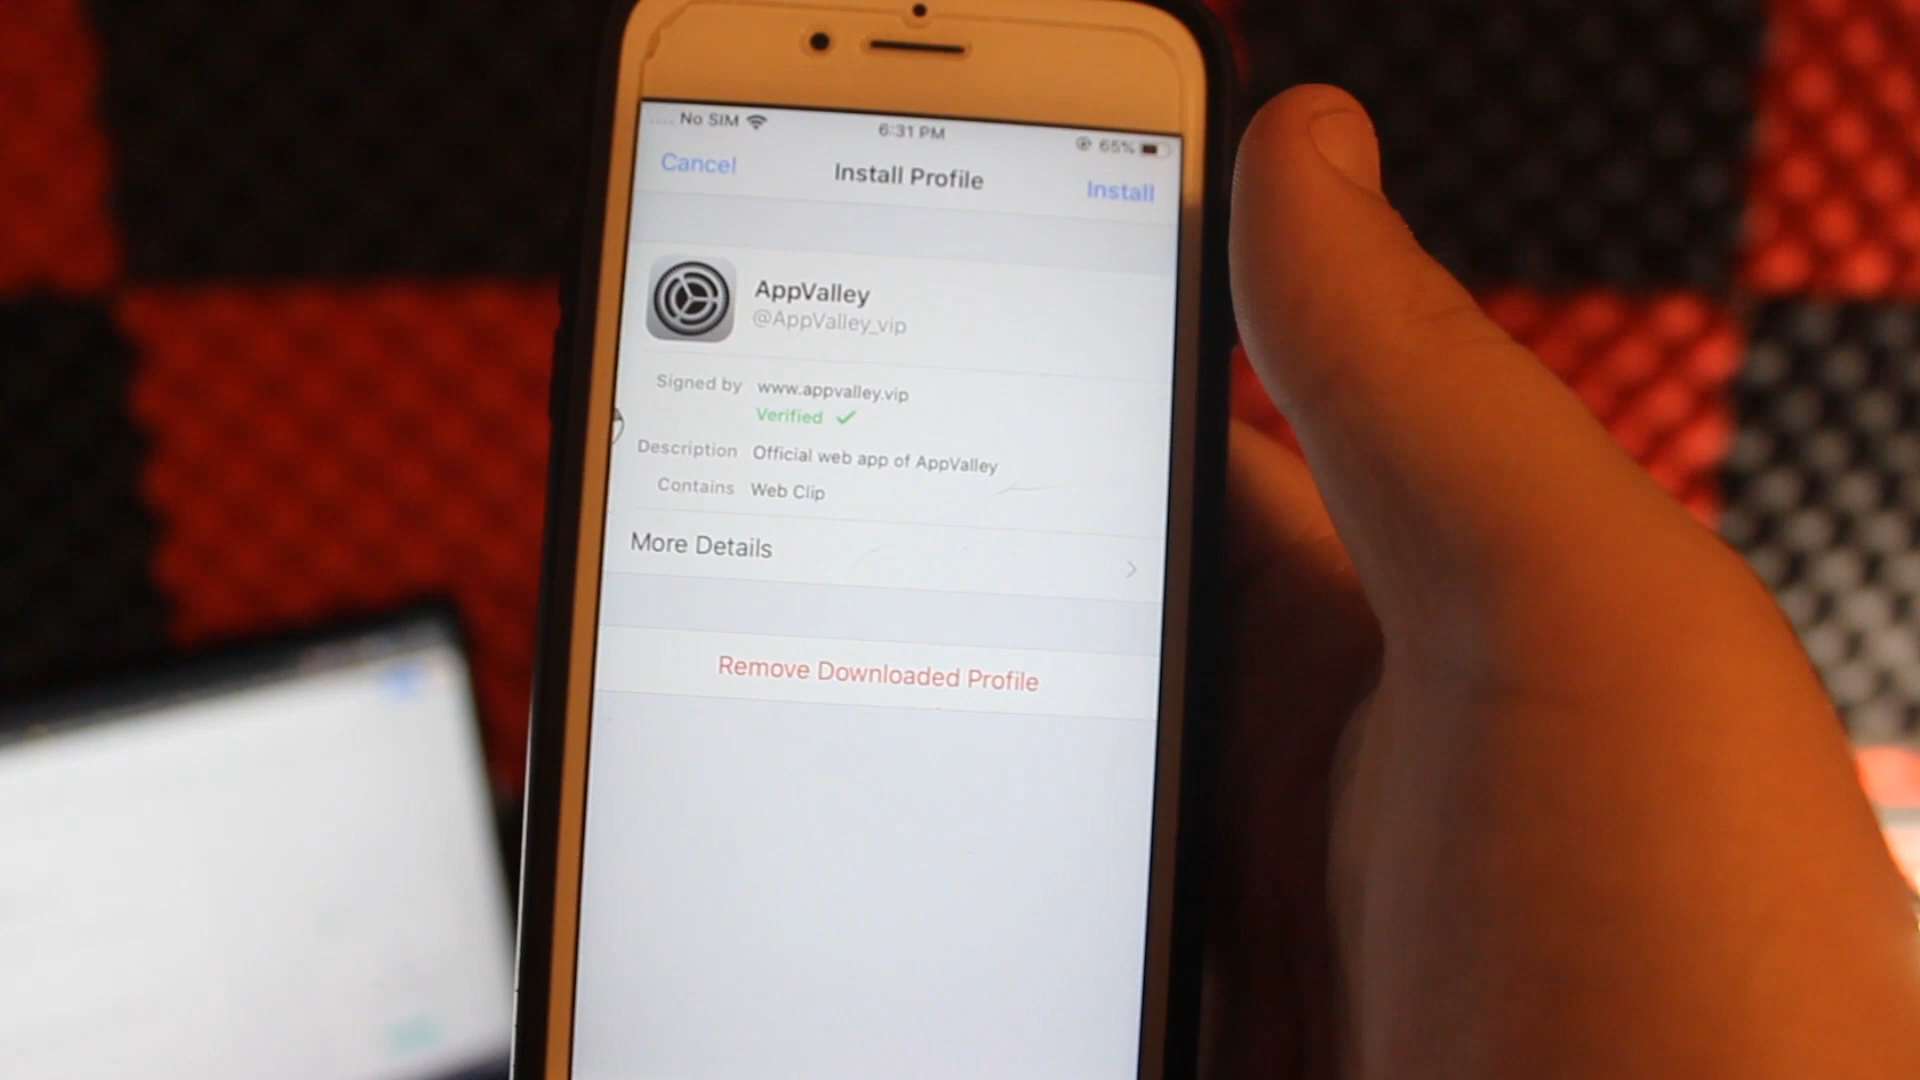 No SIM 6:31 PM 65%
Cancel Install Profile Install
AppValley
@AppValley_vip
Signed by www.appvalley.vip
Verified
Description Official web app of AppValley
Contains Web Clip
More Details
Remove Downloaded Profile